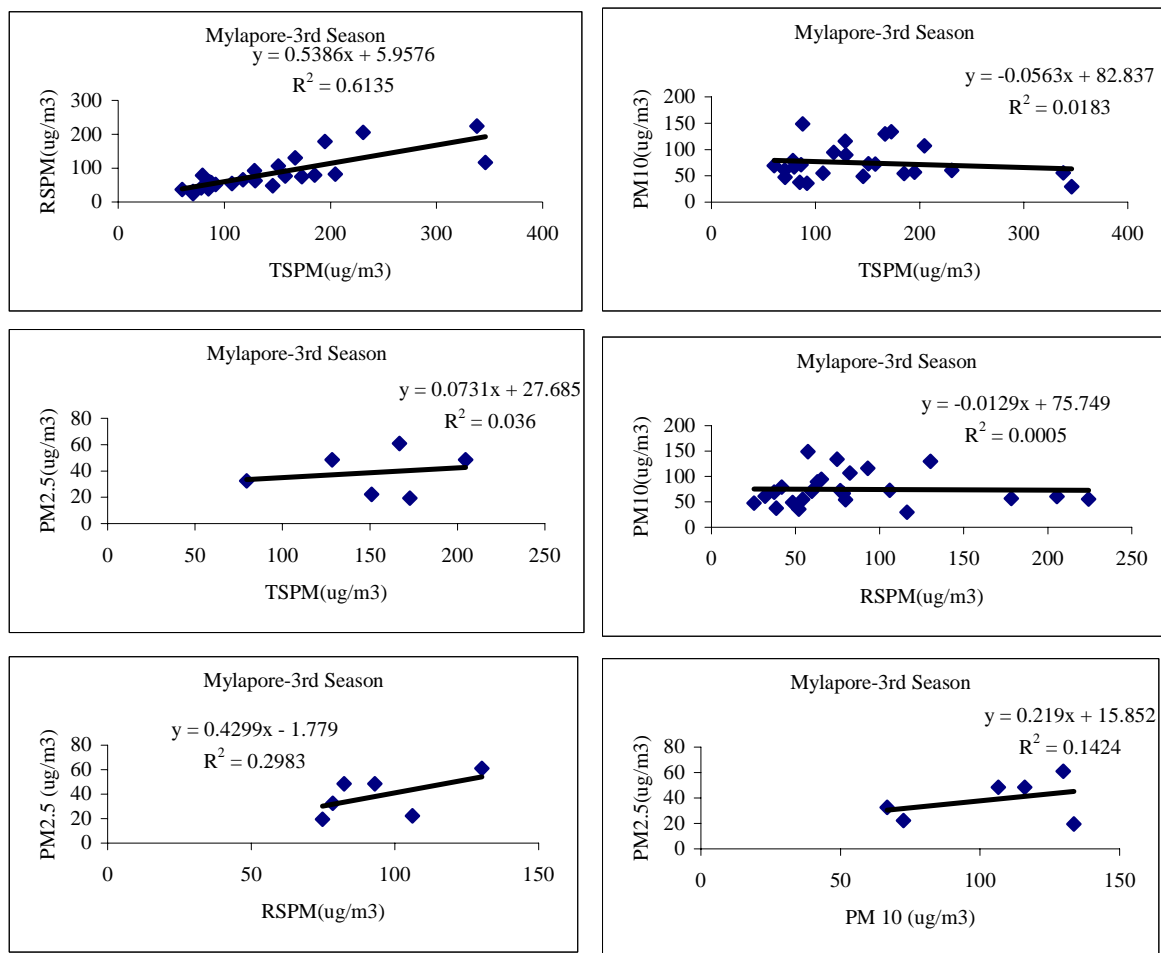 Mylapore-3rd Season
y = 0.5386x + 5.9576
R² = 0.6135
300
200
100
0
0 100 200 300 400
RSPM(ug/m3)
TSPM(ug/m3)
Mylapore-3rd Season
y = -0.0563x + 82.837
R² = 0.0183
200
150
100
50
0
0 100 200 300 400
PM10(ug/m3)
TSPM(ug/m3)
Mylapore-3rd Season
y = 0.0731x + 27.685
R² = 0.036
80
60
40
20
0
0 50 100 150 200 250
PM2.5(ug/m3)
TSPM(ug/m3)
Mylapore-3rd Season
y = -0.0129x + 75.749
R² = 0.0005
200
150
100
50
0
0 50 100 150 200 250
PM10(ug/m3)
RSPM(ug/m3)
Mylapore-3rd Season
y = 0.4299x - 1.779
R² = 0.2983
80
60
40
20
0
0 50 100 150
PM2.5 (ug/m3)
RSPM(ug/m3)
Mylapore-3rd Season
y = 0.219x + 15.852
R² = 0.1424
80
60
40
20
0
0 50 100 150
PM2.5(ug/m3)
PM 10 (ug/m3)